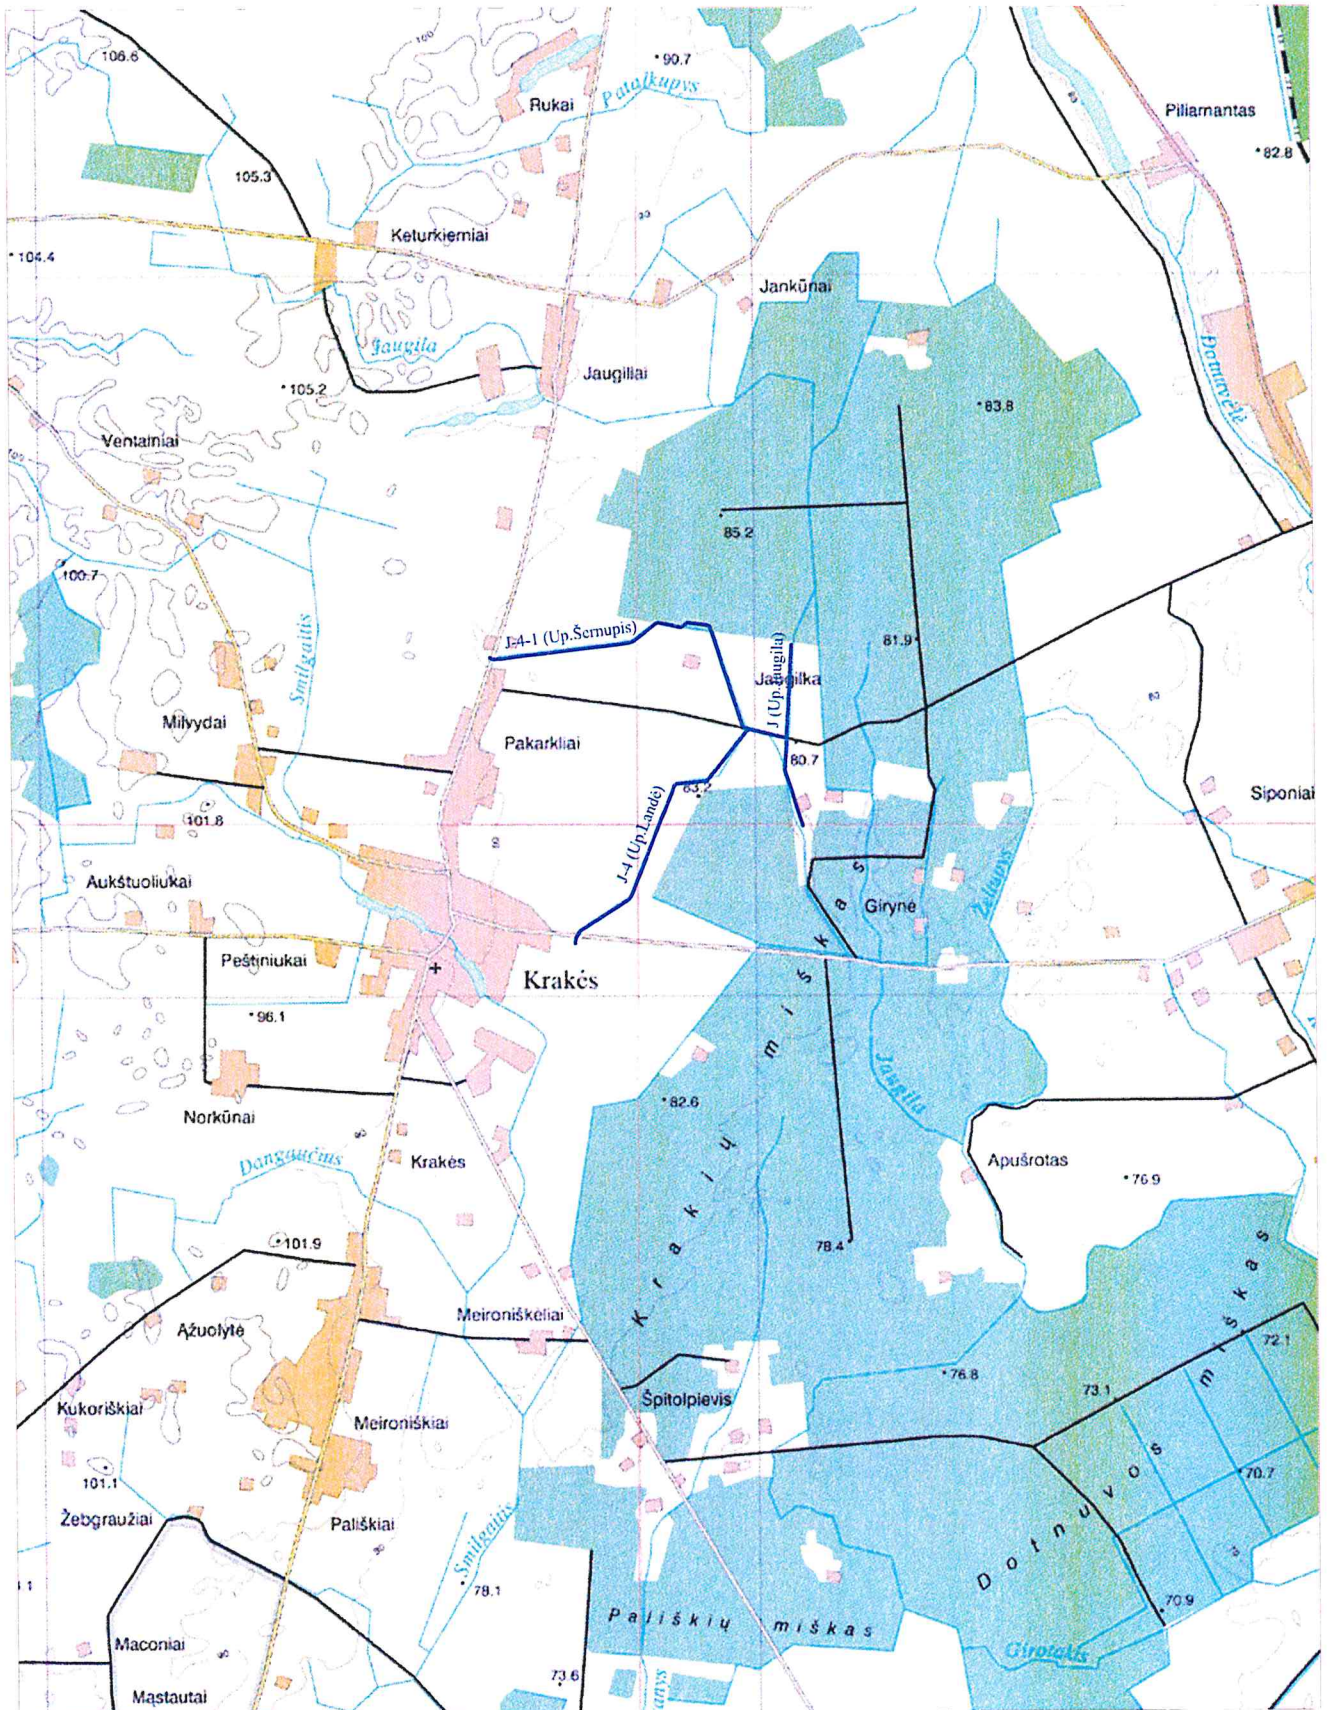 106.6
100
90.7
Rukai
Patalkupys
Piliamantas
82.8
105.3
Keturkiemiai
104.4
Jankūnai
Jaugila
Jaugiliai
105.2
83.8
Ventainiai
85.2
100.7
Smilgaitis
J-4-1 (Up.Šernupis)
81.9
J (Up.Jaugila)
Jaugilka
Milvydai
Pakarkliai
80.7
83.2
Siponiai
101.8
J-4 (Up.Landė)
Aukštuoliukai
Girynė
Želiupys
Peštiniukai
Krakės
96.1
Krakių miškas
Jaugila
82.6
Norkūnai
Dangaučius
Krakės
Apušrotas
76.9
101.9
78.4
Ąžuolytė
Meironiškėliai
72.1
76.8
73.1
Špitolpievis
Kukoriškiai
Meironiškiai
101.1
70.7
Dotnuvos miškas
Žebgraužiai
Pališkiai
Smilgaitis
78.1
70.9
Pališkių miškas
Girotakis
Maconiai
73.6
Mąstautai